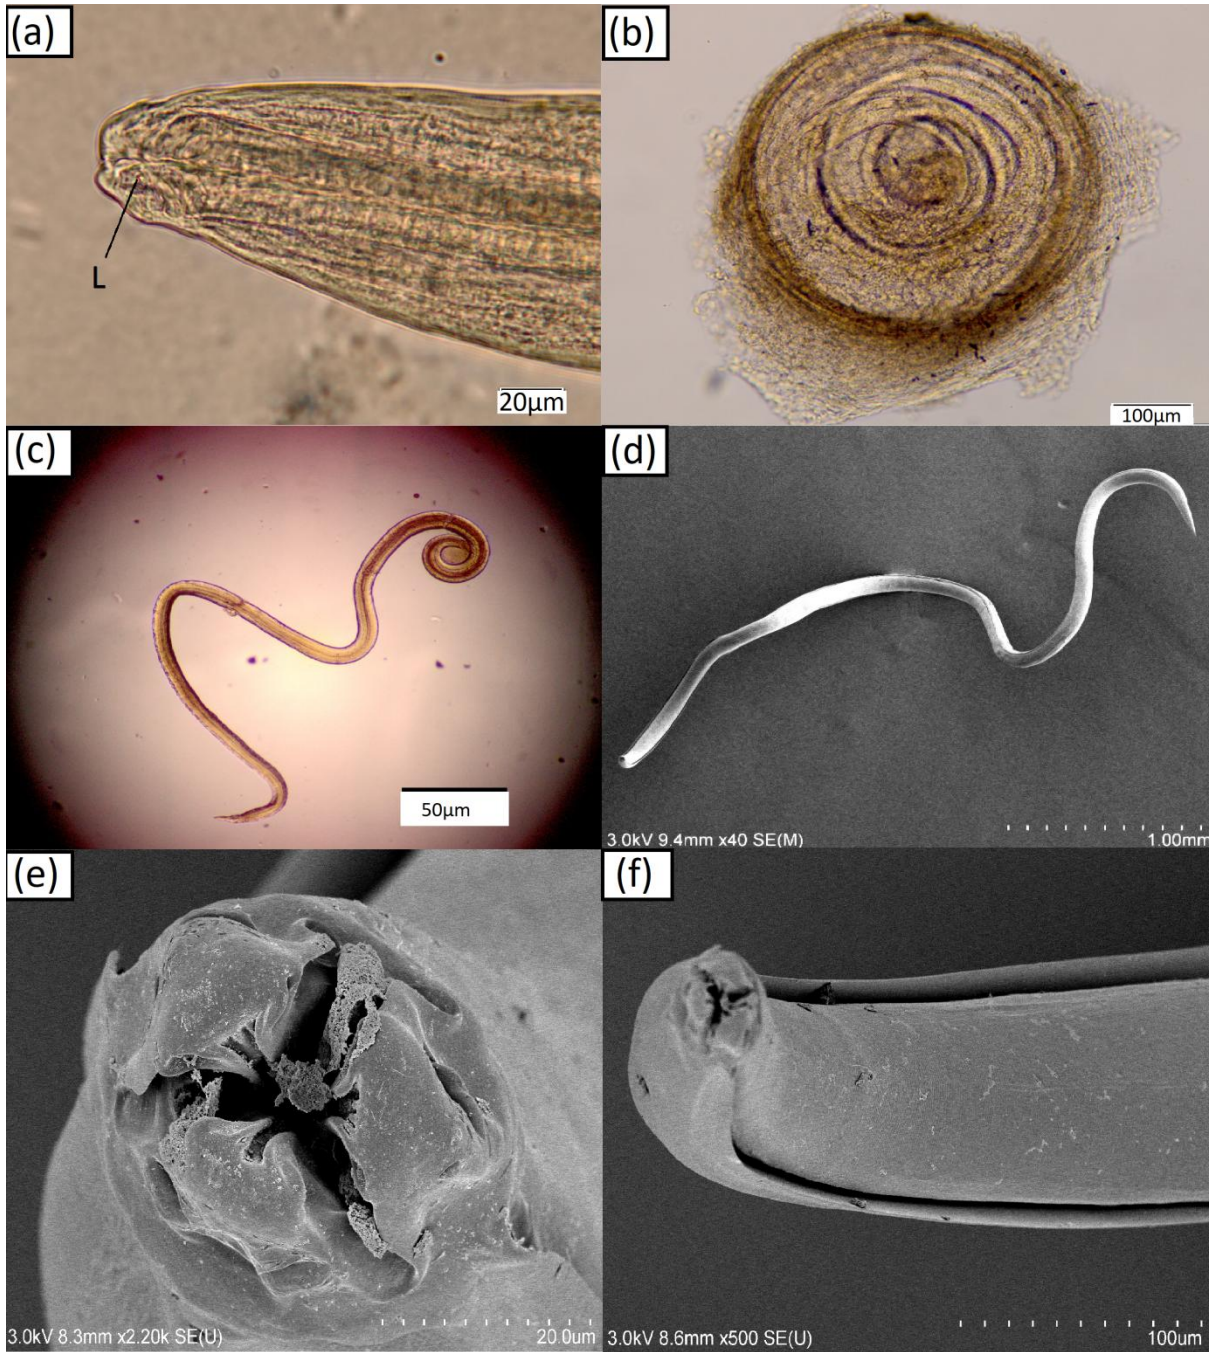 (a)
L
20µm
(b)
100µm
(c)
50µm
(d)
3.0kV 9.4mm x40 SE(M)
1.00mm
(e)
3.0kV 8.3mm x2.20k SE(U)
20.0um
(f)
3.0kV 8.6mm x500 SE(U)
100um